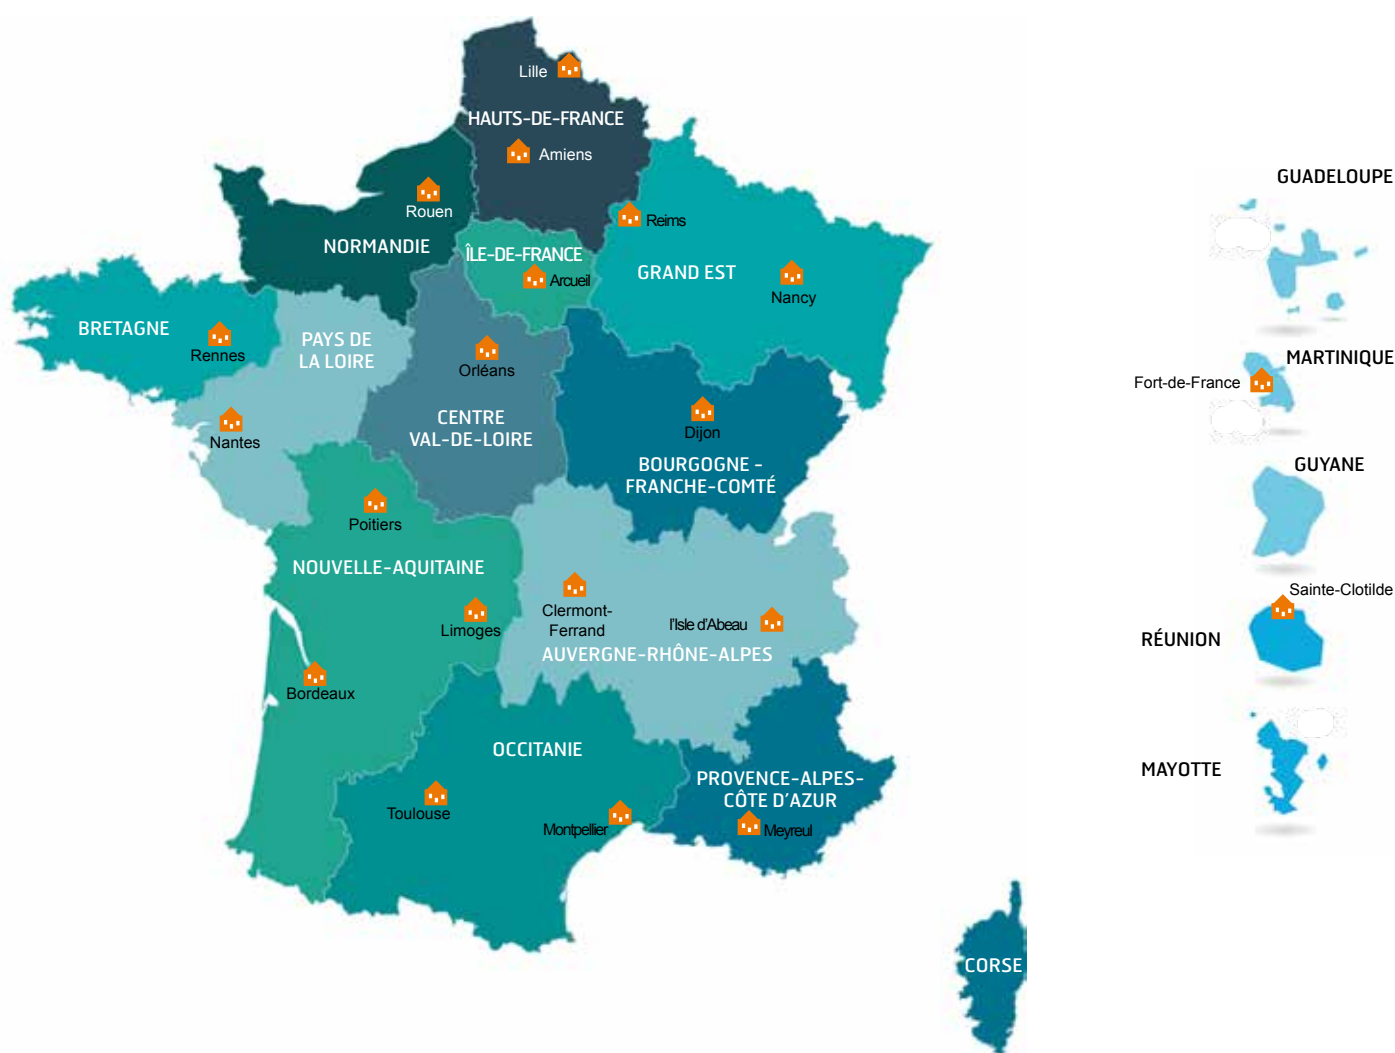 Lille
HAUTS-DE-FRANCE
Amiens
Rouen
NORMANDIE
ÎLE-DE-FRANCE
Arcueil
Reims
GRAND EST
Nancy
BRETAGNE
Rennes
PAYS DE
LA LOIRE
Nantes
Orléans
CENTRE
VAL-DE-LOIRE
Dijon
BOURGOGNE -
FRANCHE-COMTÉ
Poitiers
NOUVELLE-AQUITAINE
Limoges
Bordeaux
Clermont-
Ferrand
l'Isle d'Abeau
AUVERGNE-RHÔNE-ALPES
OCCITANIE
Toulouse
Montpellier
PROVENCE-ALPES-
CÔTE D'AZUR
Meyreul
CORSE
GUADELOUPE
MARTINIQUE
Fort-de-France
GUYANE
Sainte-Clotilde
RÉUNION
MAYOTTE